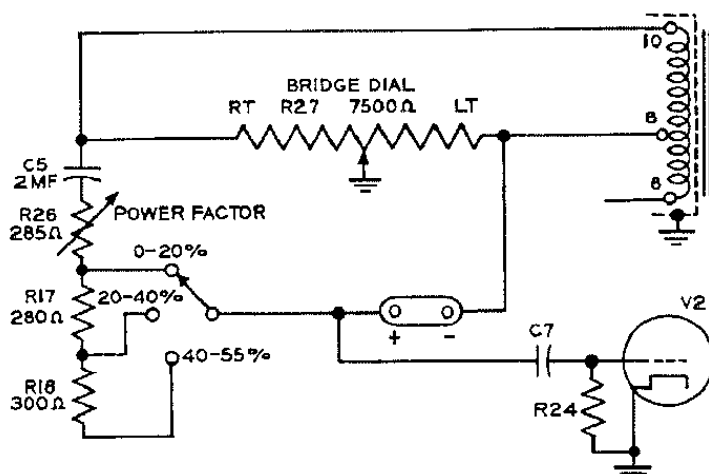 10
BRIDGE DIAL
RT R27 7500Ω LT
8
C5
2MF
6
R26
285Ω
POWER FACTOR
0-20%
R17
280Ω
20-40%
V2
+ -
C7
40-55%
R18
300Ω
R24